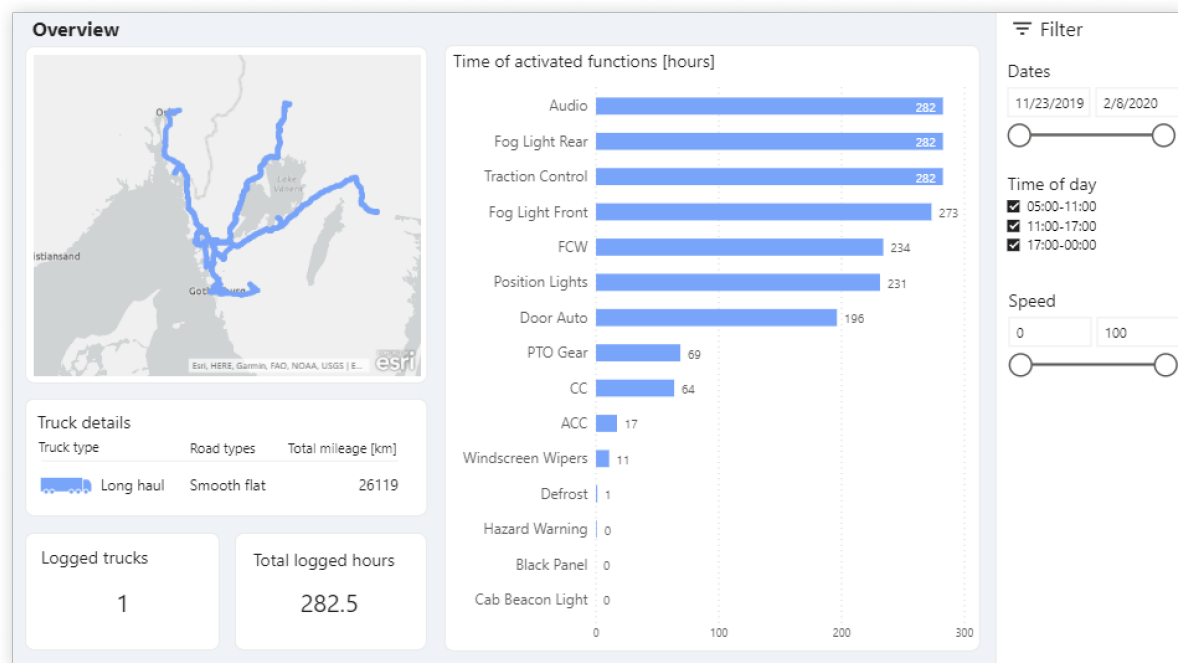 Overview
Os
Lake
Vänern
istiansand
Esri, HERE, Garmin, FAO, NOAA, USGS | E...
esri
Truck details
Truck type Road types Total mileage [km]
Long haul Smooth flat 26119
Logged trucks
1
Total logged hours
282.5
Time of activated functions [hours]
Audio 282
Fog Light Rear 282
Traction Control 282
Fog Light Front 273
FCW 234
Position Lights 231
Door Auto 196
PTO Gear 69
CC 64
ACC 17
Windscreen Wipers 11
Defrost 1
Hazard Warning 0
Black Panel 0
Cab Beacon Light 0
0 100 200 300
Filter
Dates
11/23/2019 2/8/2020
Time of day
05:00-11:00
11:00-17:00
17:00-00:00
Speed
0 100